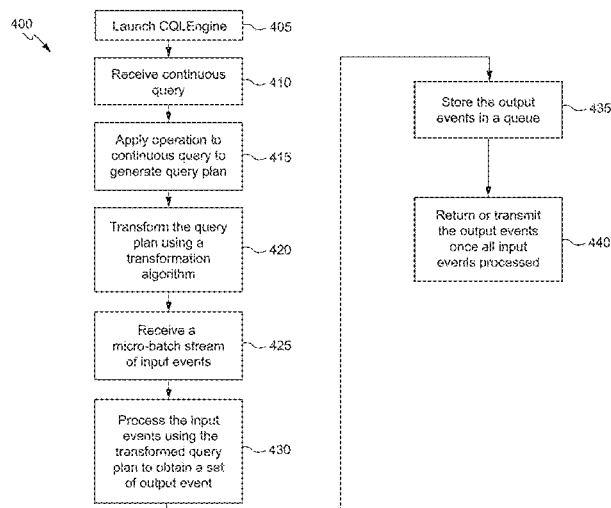 400
Launch CQLEngine
405
Receive continuous
query
410
Apply operation to
continuous query to
generate query plan
415
Transform the query
plan using a
transformation
algorithm
420
Receive a
micro-batch stream
of input events
425
Process the input
events using the
transformed query
plan to obtain a set
of output event
430
Store the output
events in a queue
435
Return or transmit
the output events
once all input
events processed
440